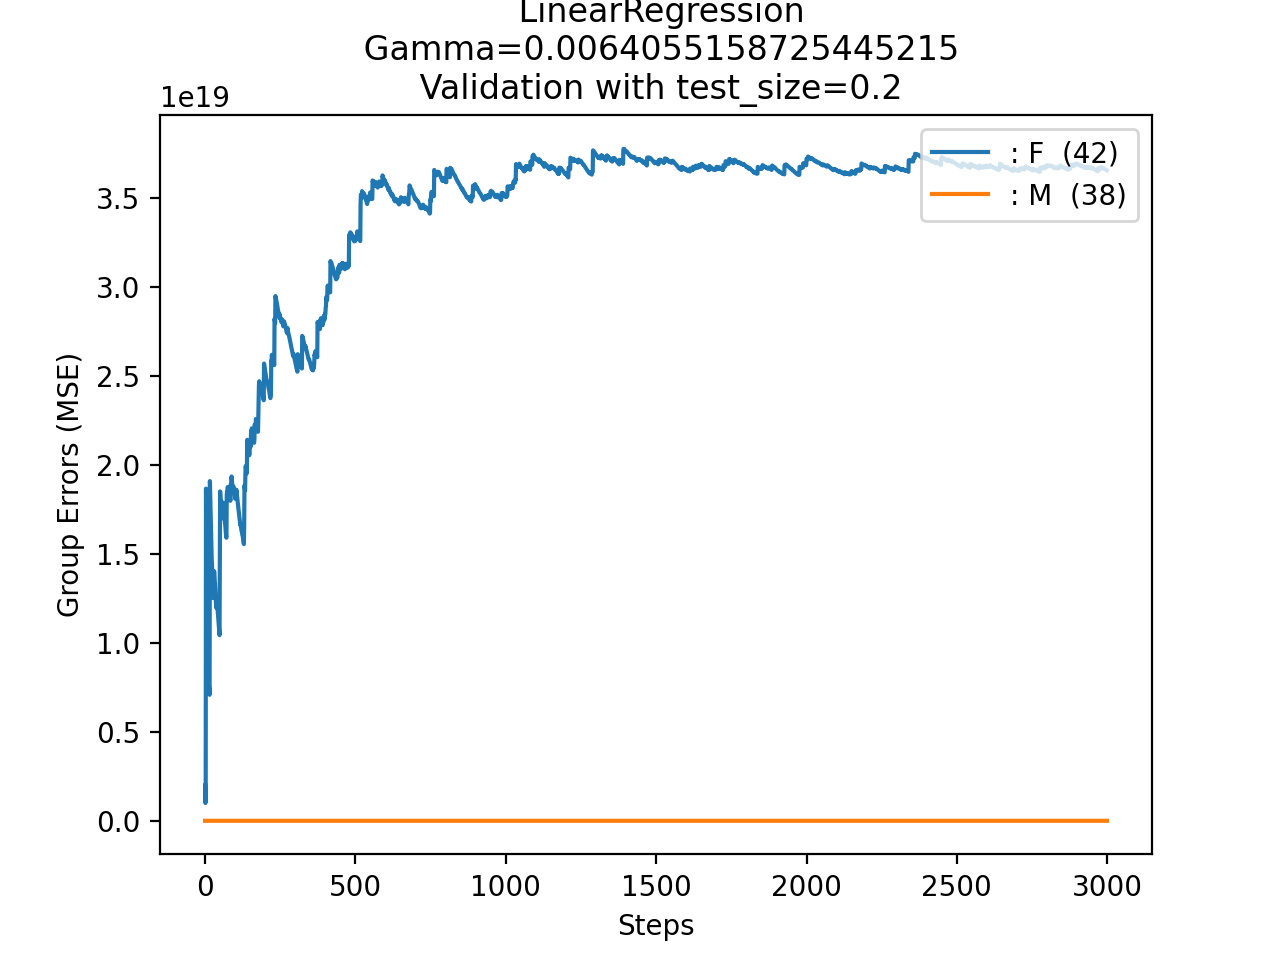 LinearRegression
Gamma=0.0064055158725445215
Validation with test_size=0.2
1e19
: F (42)
: M (38)
3.5
3.0
2.5
2.0
1.5
1.0
0.5
0.0
Group Errors (MSE)
0 500 1000 1500 2000 2500 3000
Steps